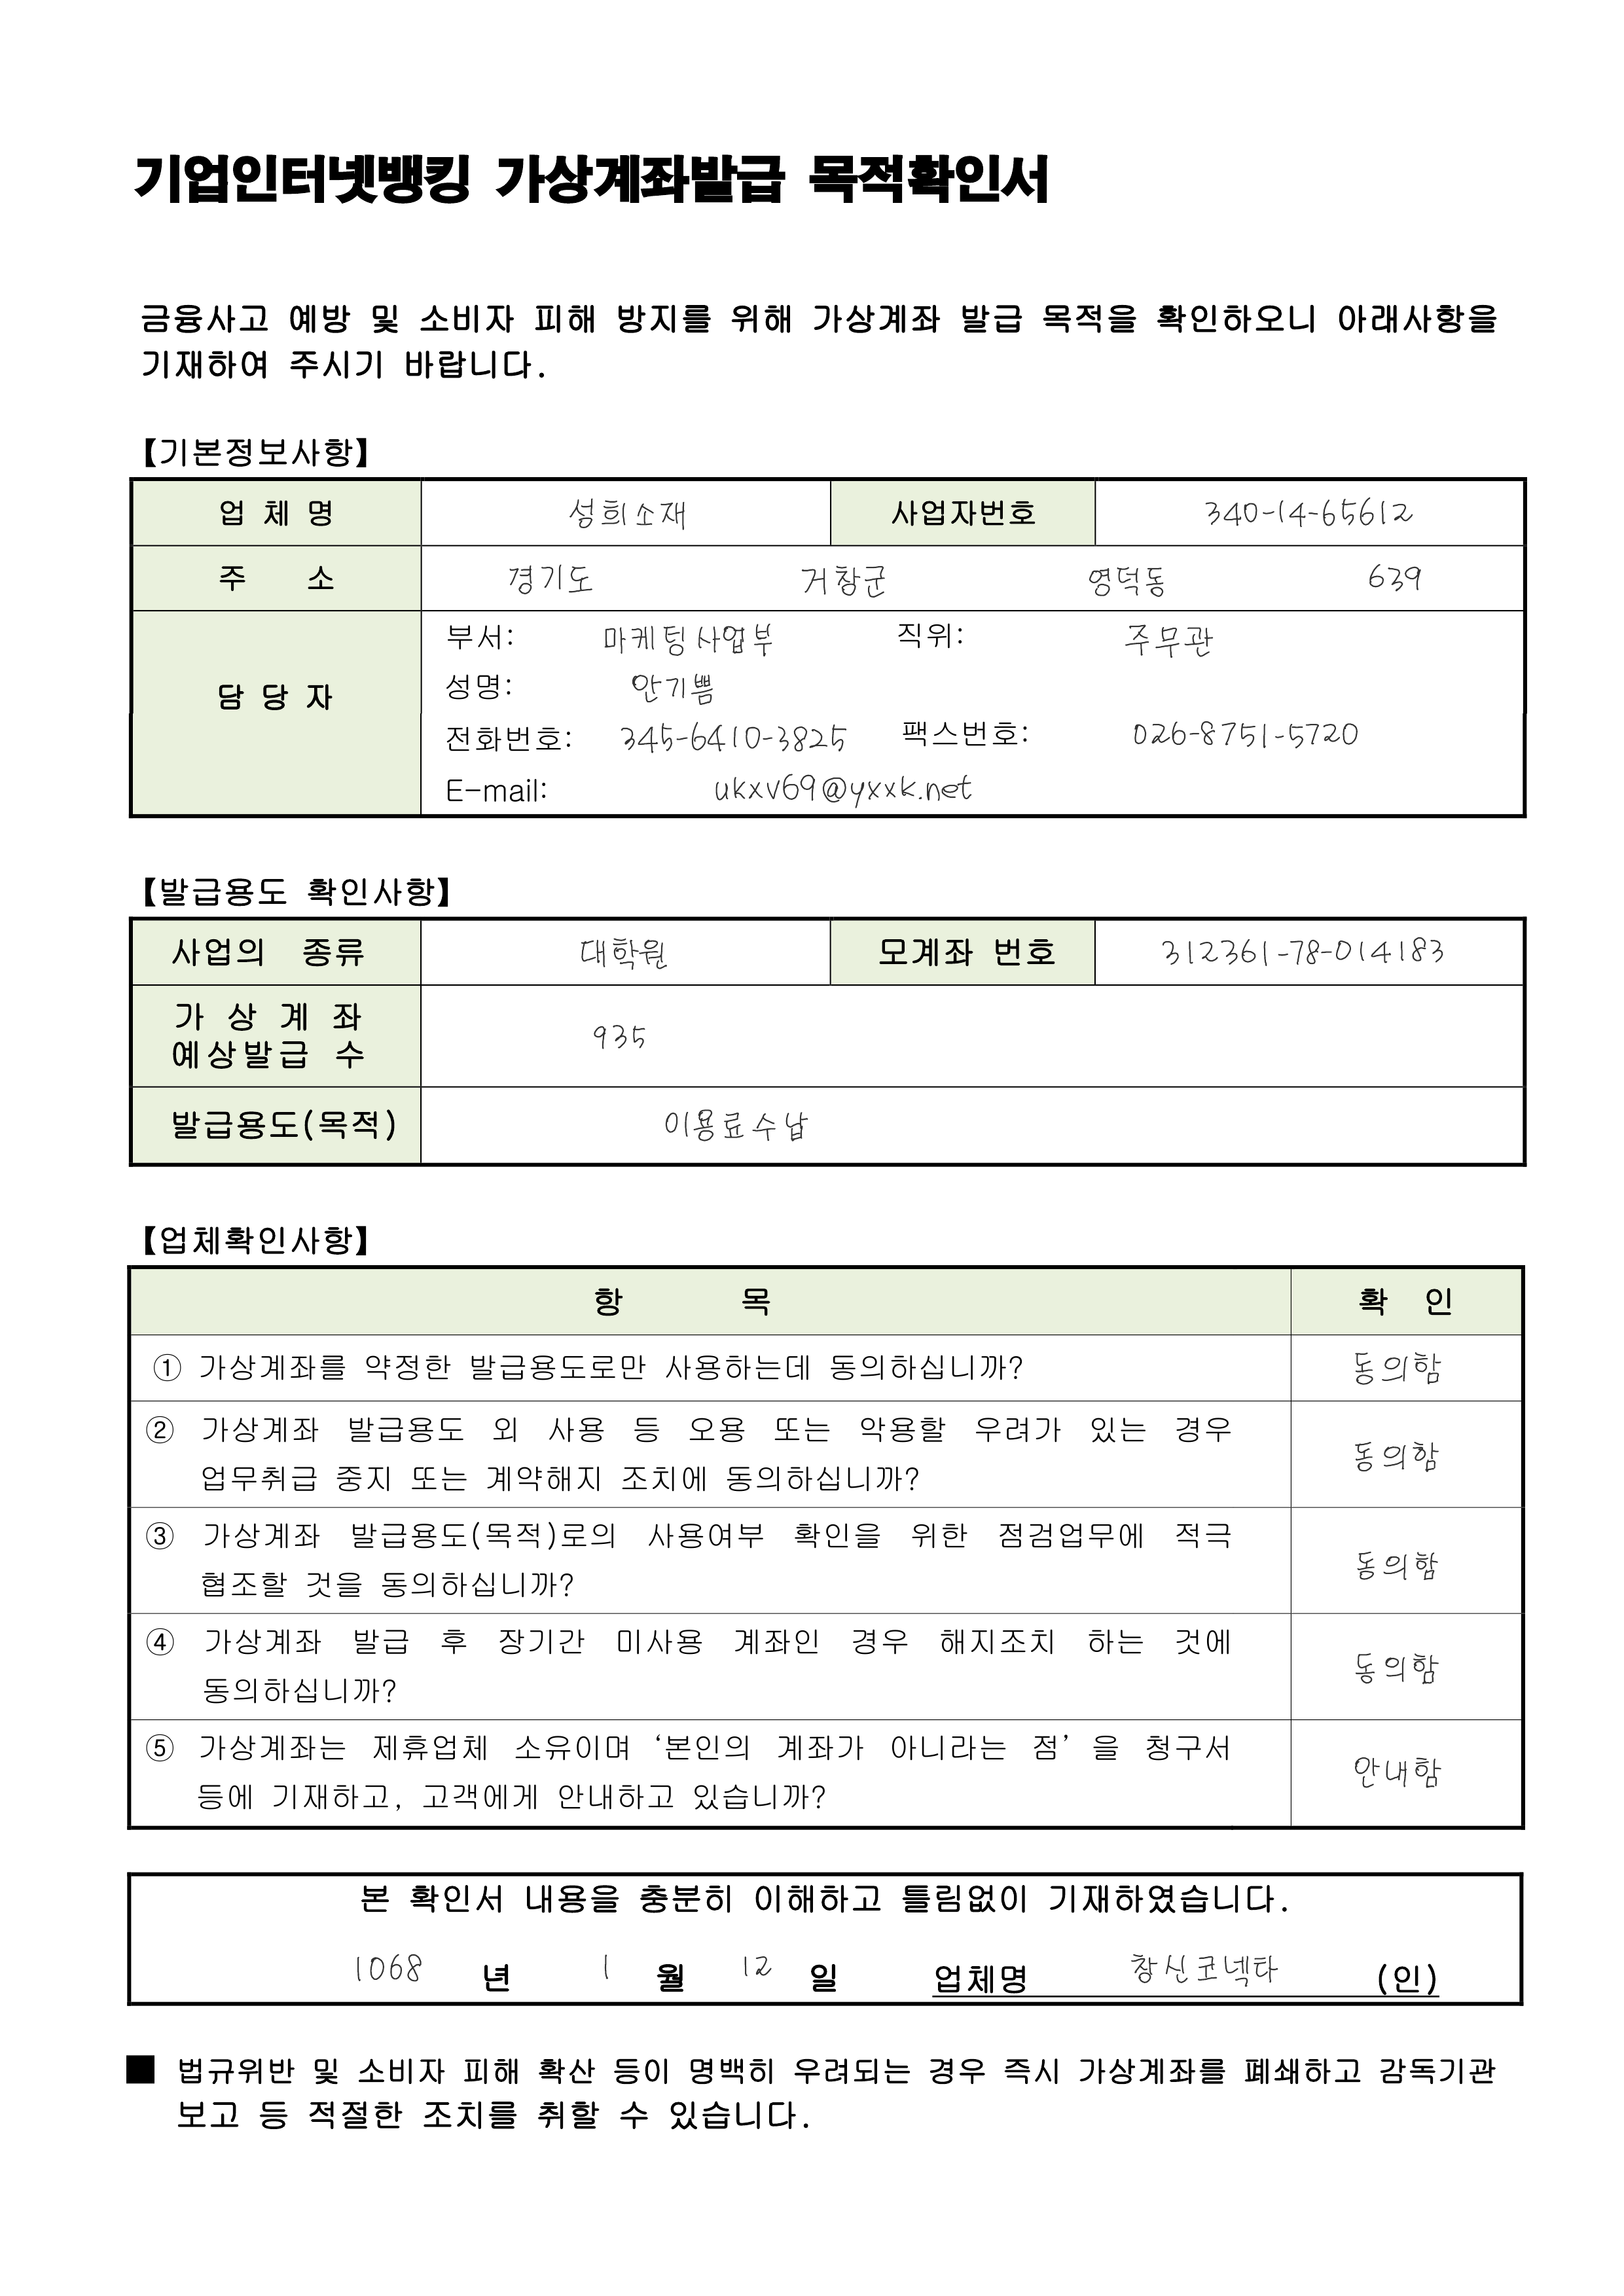 기업인터넷뱅킹 가상계좌발급 목적확인서
금융사고 예방 및 소비자 피해 방지를 위해 가상계좌 발급 목적을 확인하오니 아래사항을
기재하여 주시기 바랍니다.
【기본정보사항】
업 체 명 섬희소재 사업자번호 340-14-65612
주 소 경기도 거창군 영덕동 639
담 당 자
부서: 마케팅사업부 직위: 주무관
성명: 안기쁨
전화번호: 345-6410-3825 팩스번호: 026-8751-5720
E-mail: ukxv69@yxxk.net
【발급용도 확인사항】
사업의 종류 대학원 모계좌 번호 312361-78-014183
가 상 계 좌
예상발급 수 935
발급용도(목적) 이용료수납
【업체확인사항】
항 목 확 인
① 가상계좌를 약정한 발급용도로만 사용하는데 동의하십니까? 동의함
② 가상계좌 발급용도 외 사용 등 오용 또는 악용할 우려가 있는 경우
업무취급 중지 또는 계약해지 조치에 동의하십니까? 동의함
③ 가상계좌 발급용도(목적)로의 사용여부 확인을 위한 점검업무에 적극
협조할 것을 동의하십니까? 동의함
④ 가상계좌 발급 후 장기간 미사용 계좌인 경우 해지조치 하는 것에
동의하십니까? 동의함
⑤ 가상계좌는 제휴업체 소유이며 ‘본인의 계좌가 아니라는 점’ 을 청구서
등에 기재하고, 고객에게 안내하고 있습니까? 안내함
본 확인서 내용을 충분히 이해하고 틀림없이 기재하였습니다.
1068 년 1 월 12 일 업체명 창신코넥타 (인)
■ 법규위반 및 소비자 피해 확산 등이 명백히 우려되는 경우 즉시 가상계좌를 폐쇄하고 감독기관
보고 등 적절한 조치를 취할 수 있습니다.